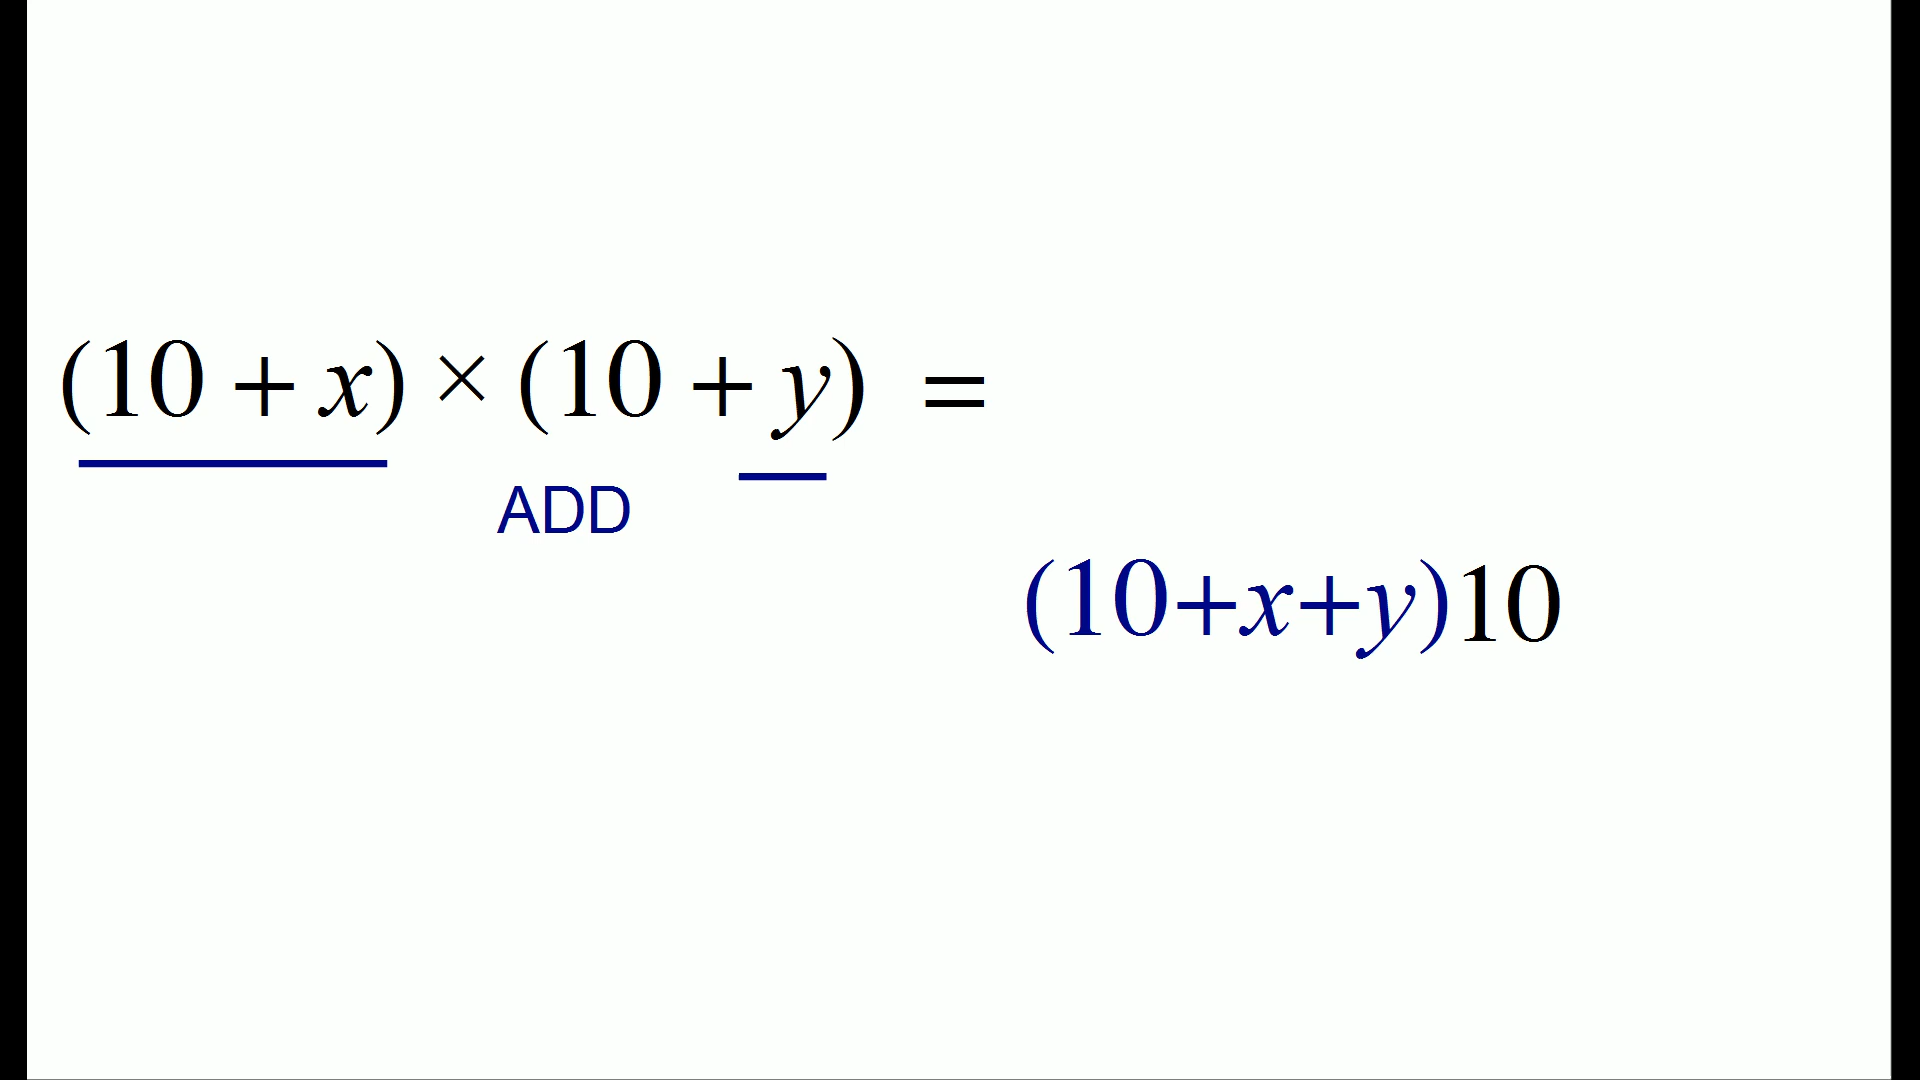 (10 + x) × (10 + y) =
ADD
(10+x+y)10